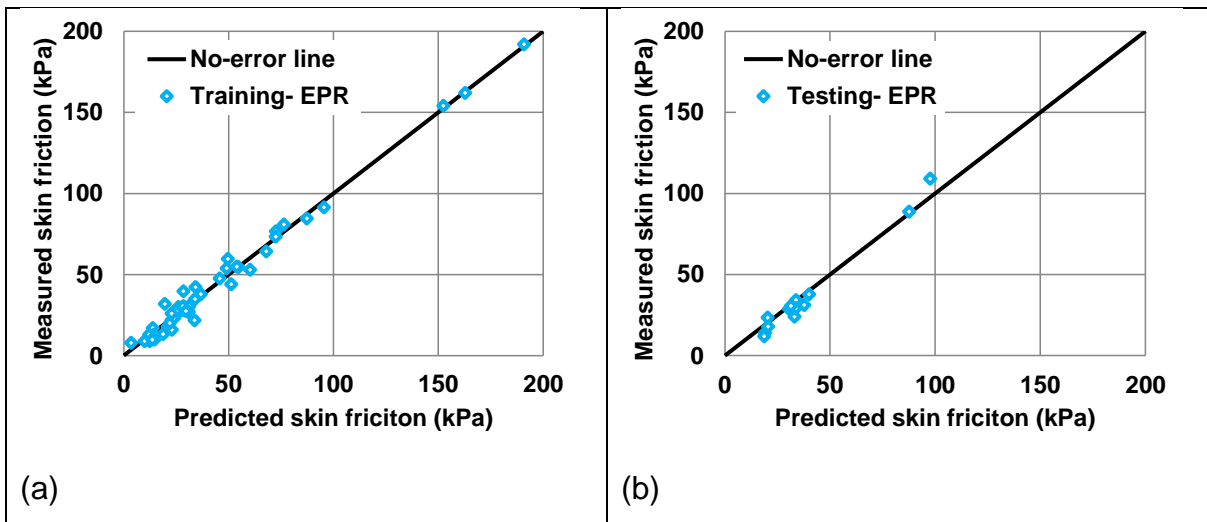 Measured skin friction (kPa)
200
150
100
50
0
No-error line
Training- EPR
0 50 100 150 200
Predicted skin friciton (kPa)
(a)
Measured skin friction (kPa)
200
150
100
50
0
No-error line
Testing- EPR
0 50 100 150 200
Predicted skin friciton (kPa)
(b)